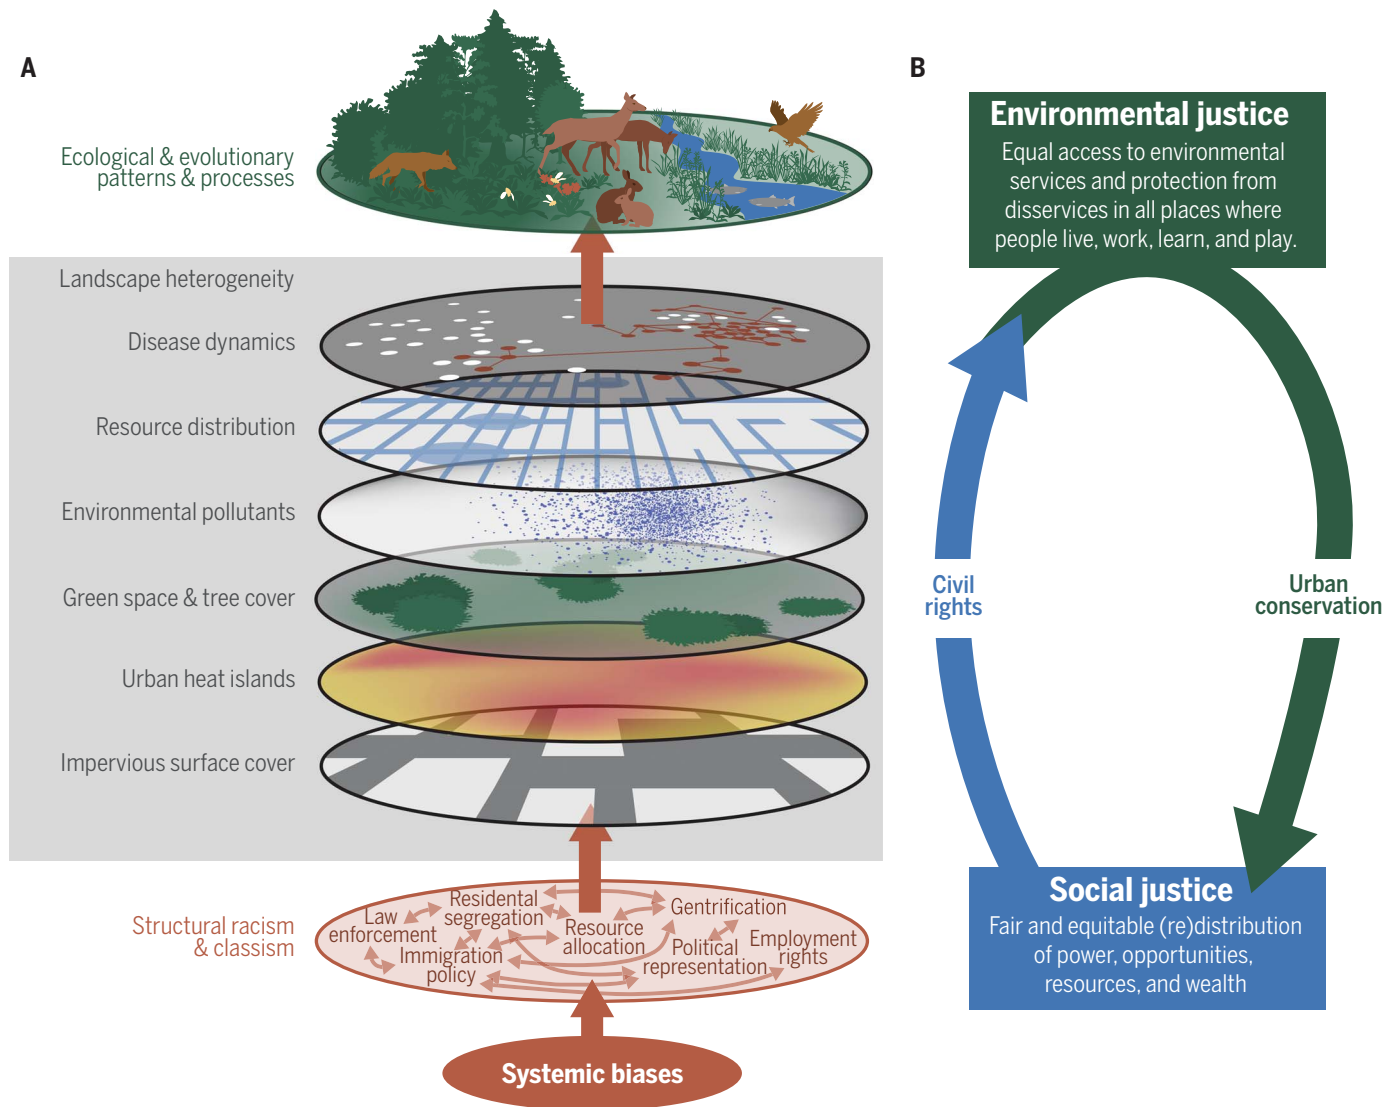 A
Ecological & evolutionary
patterns & processes
Landscape heterogeneity
Disease dynamics
Resource distribution
Environmental pollutants
Green space & tree cover
Urban heat islands
Impervious surface cover
Structural racism
& classism
Law
enforcement
Residental
segregation
Immigration
policy
Resource
allocation
Gentrification
Political
representation
Employment
rights
Systemic biases
B
Environmental justice
Equal access to environmental
services and protection from
disservices in all places where
people live, work, learn, and play.
Civil
rights
Urban
conservation
Social justice
Fair and equitable (re)distribution
of power, opportunities,
resources, and wealth